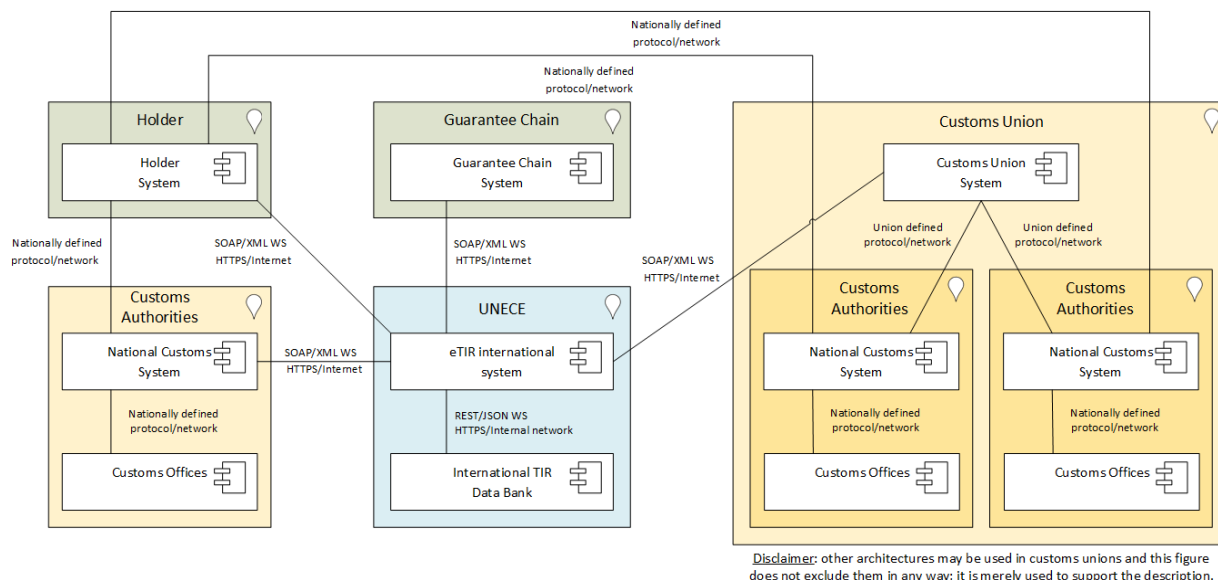 Nationally defined
protocol/network
Nationally defined
protocol/network
Holder
Holder
System
Guarantee Chain
Guarantee Chain
System
Customs Union
Customs Union
System
Nationally defined
protocol/network
SOAP/XML WS
HTTPS/Internet
SOAP/XML WS
HTTPS/Internet
SOAP/XML WS
HTTPS/Internet
Union defined
protocol/network
Union defined
protocol/network
Customs
Authorities
National Customs
System
SOAP/XML WS
HTTPS/Internet
Nationally defined
protocol/network
Customs Offices
UNECE
eTIR international
system
REST/JSON WS
HTTPS/Internal network
International TIR
Data Bank
Customs
Authorities
National Customs
System
Nationally defined
protocol/network
Customs Offices
Customs
Authorities
National Customs
System
Nationally defined
protocol/network
Customs Offices
Disclaimer: other architectures may be used in customs unions and this figure
does not exclude them in any way; it is merely used to support the description.